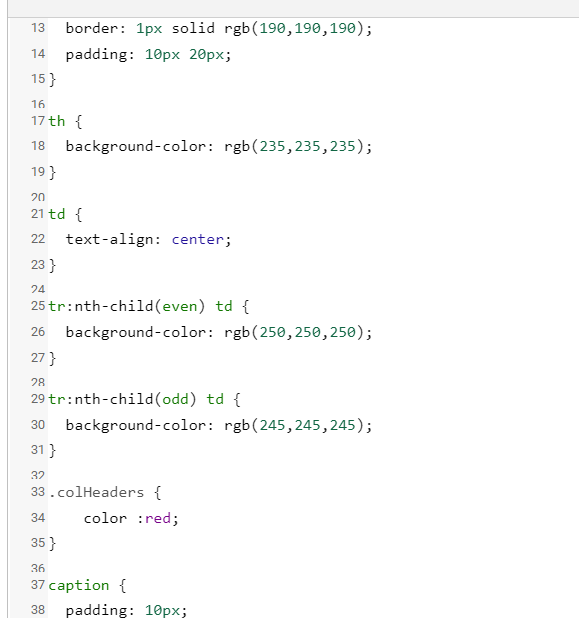 13 border: 1px solid rgb(190,190,190);
14 padding: 10px 20px;
15 }
16
17 th {
18 background-color: rgb(235,235,235);
19 }
20
21 td {
22 text-align: center;
23 }
24
25 tr:nth-child(even) td {
26 background-color: rgb(250,250,250);
27 }
28
29 tr:nth-child(odd) td {
30 background-color: rgb(245,245,245);
31 }
32
33 .colHeaders {
34 color :red;
35 }
36
37 caption {
38 padding: 10px;